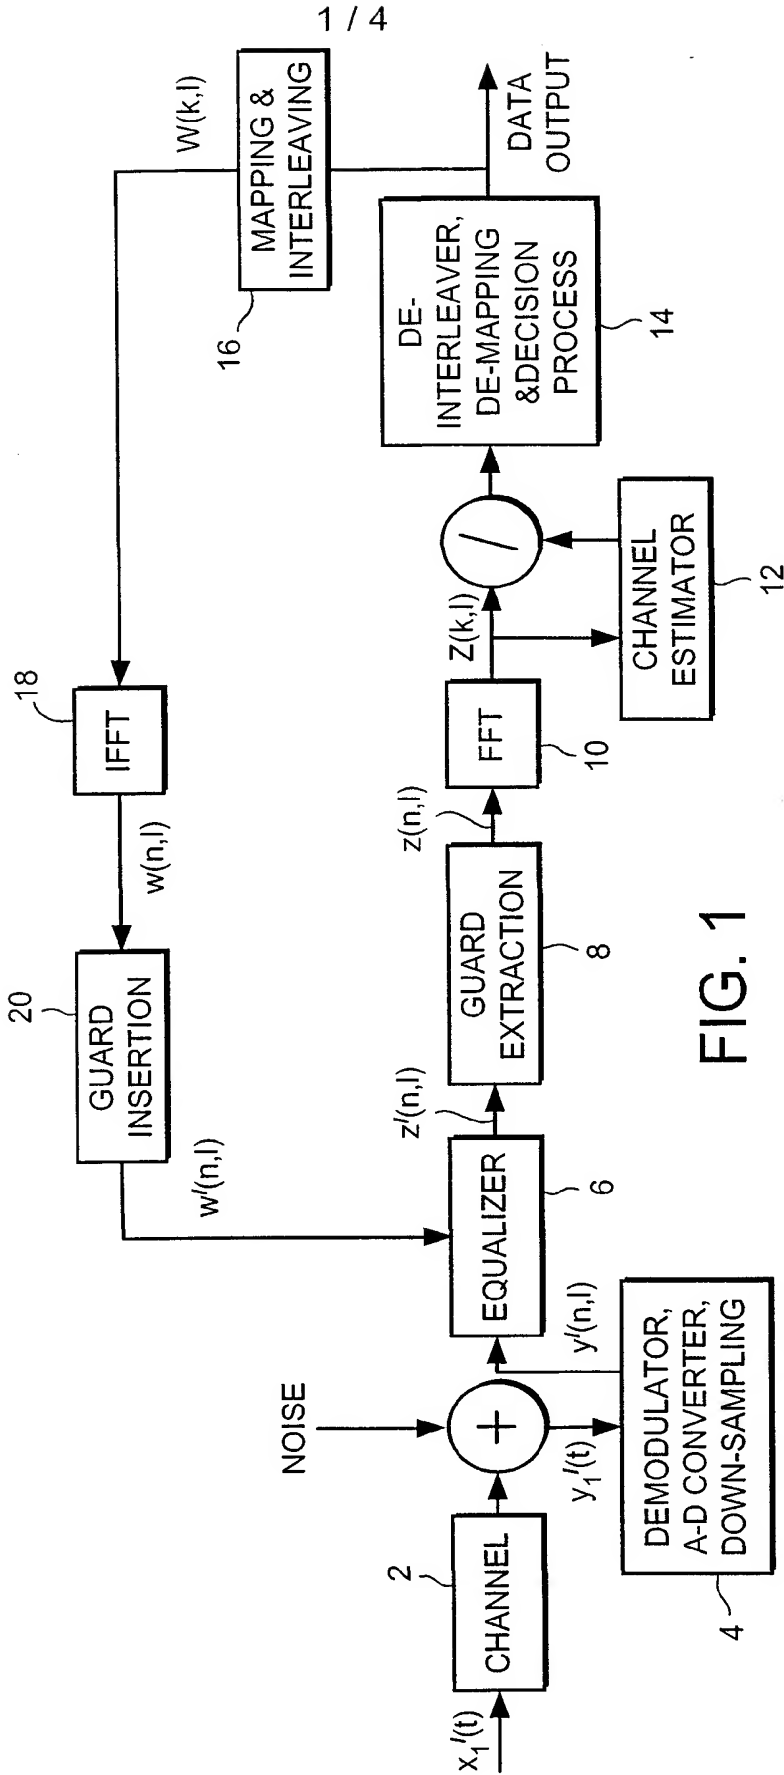 1 / 4
x₁'(t)
CHANNEL
2
NOISE
+
y₁'(t)
DEMODULATOR,
A-D CONVERTER,
DOWN-SAMPLING
4
y'(n,l)
EQUALIZER
6
z'(n,l)
GUARD
EXTRACTION
8
z(n,l)
FFT
10
Z(k,l)
/
CHANNEL
ESTIMATOR
12
DE-
INTERLEAVER,
DE-MAPPING
&DECISION
PROCESS
14
DATA
OUTPUT
MAPPING &
INTERLEAVING
16
W(k,l)
IFFT
18
w(n,l)
GUARD
INSERTION
20
w'(n,l)
FIG. 1